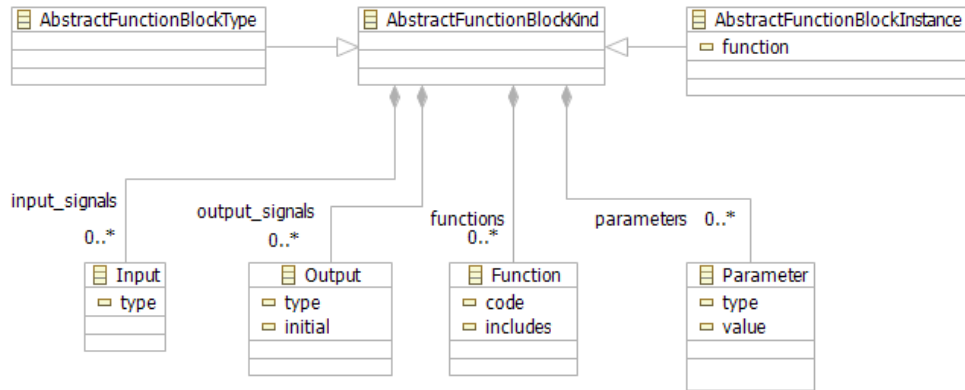 AbstractFunctionBlockType
AbstractFunctionBlockKind
AbstractFunctionBlockInstance
function
input_signals
0..*
output_signals
0..*
functions
0..*
parameters 0..*
Input
type
Output
type
initial
Function
code
includes
Parameter
type
value